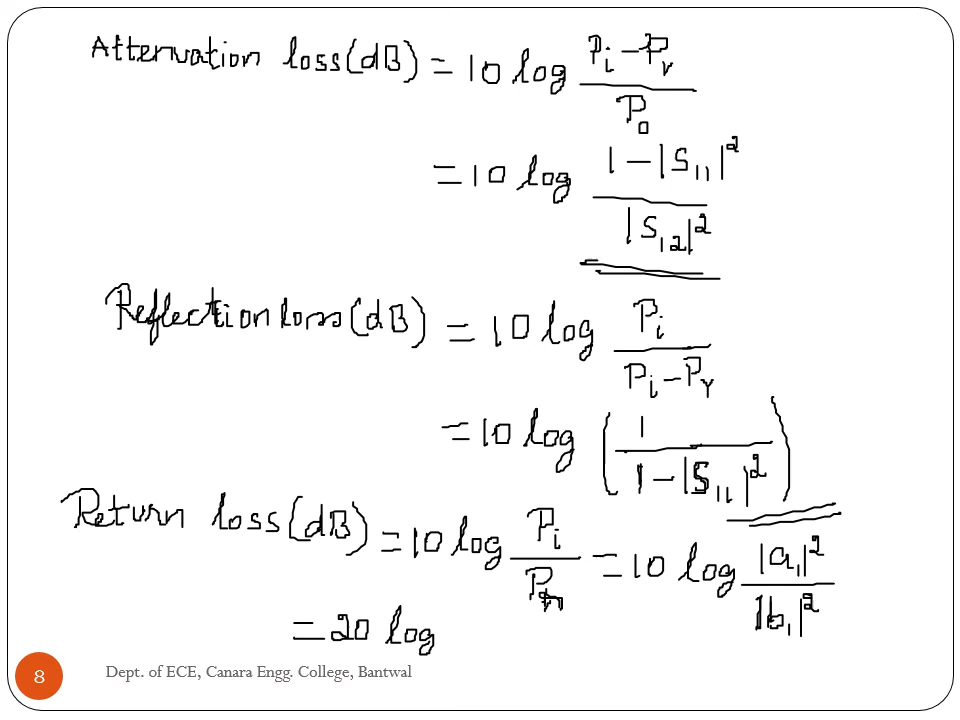 Attenuation loss(dB) = 10 log (Pi − Pr) / Po
= 10 log (1 − |S11|²) / |S12|²
Reflection loss(dB) = 10 log Pi / (Pi − Pr)
= 10 log (1 / (1 − |S11|²))
Return loss(dB) = 10 log Pi / Pr = 10 log |a1|² / |b1|²
= 20 log
8 Dept. of ECE, Canara Engg. College, Bantwal